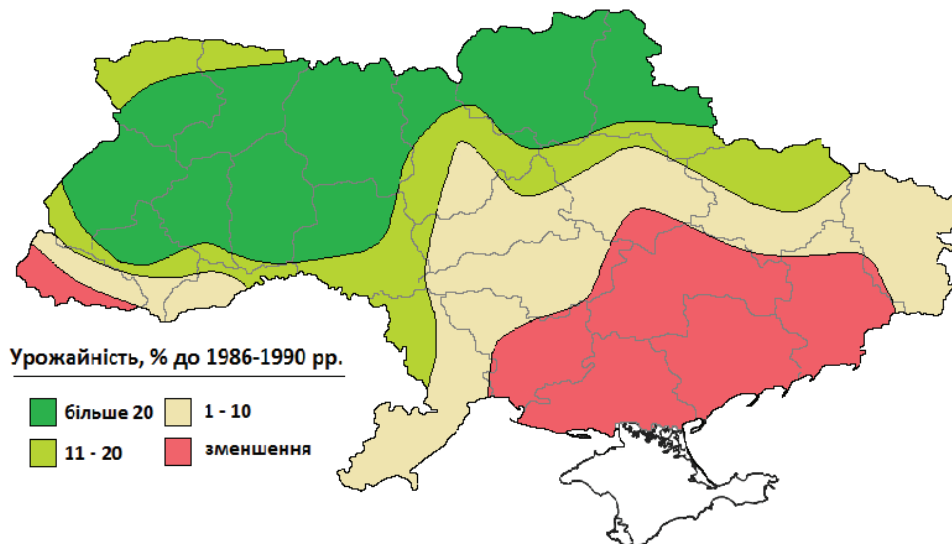 Урожайність, % до 1986-1990 рр.
більше 20
1 - 10
11 - 20
зменшення